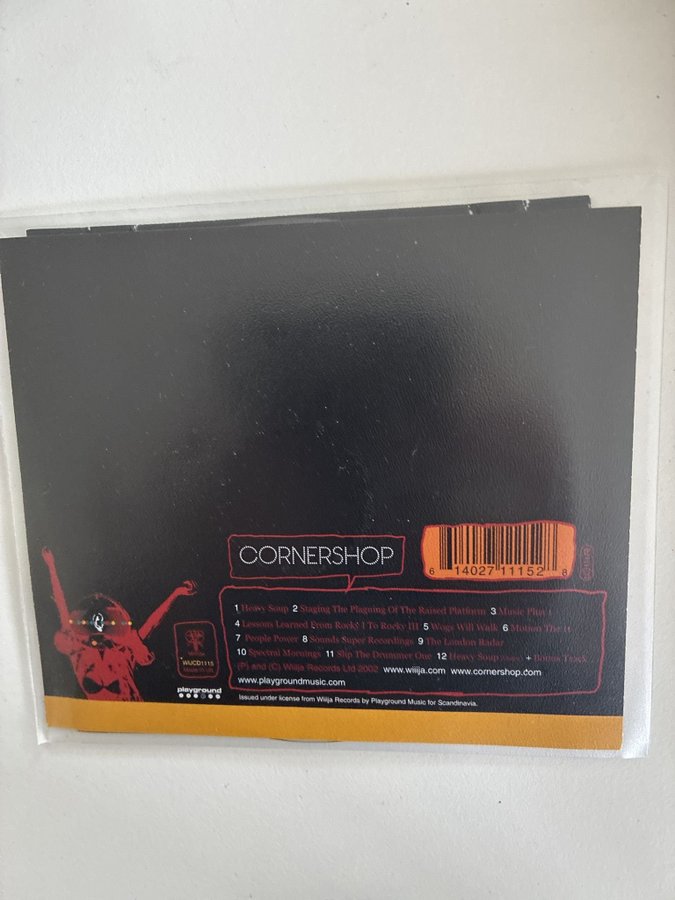 CORNERSHOP
6 14027 11152 8
1 Heavy Soup 2 Staging The Plaguing Of The Raised Platform 3 Music Plus 1
4 Lessons Learned From Rocky I To Rocky III 5 Wogs Will Walk 6 Motion The 11
7 People Power 8 Sounds Super Recordings 9 The London Radar
10 Spectral Mornings 11 Slip The Drummer One 12 Heavy Soup + Bonus Track
(P) and (C) Wiiija Records Ltd 2002 www.wiiija.com www.cornershop.com
www.playgroundmusic.com
WIJCD1115
playground
Issued under license from Wiiija Records by Playground Music for Scandinavia.